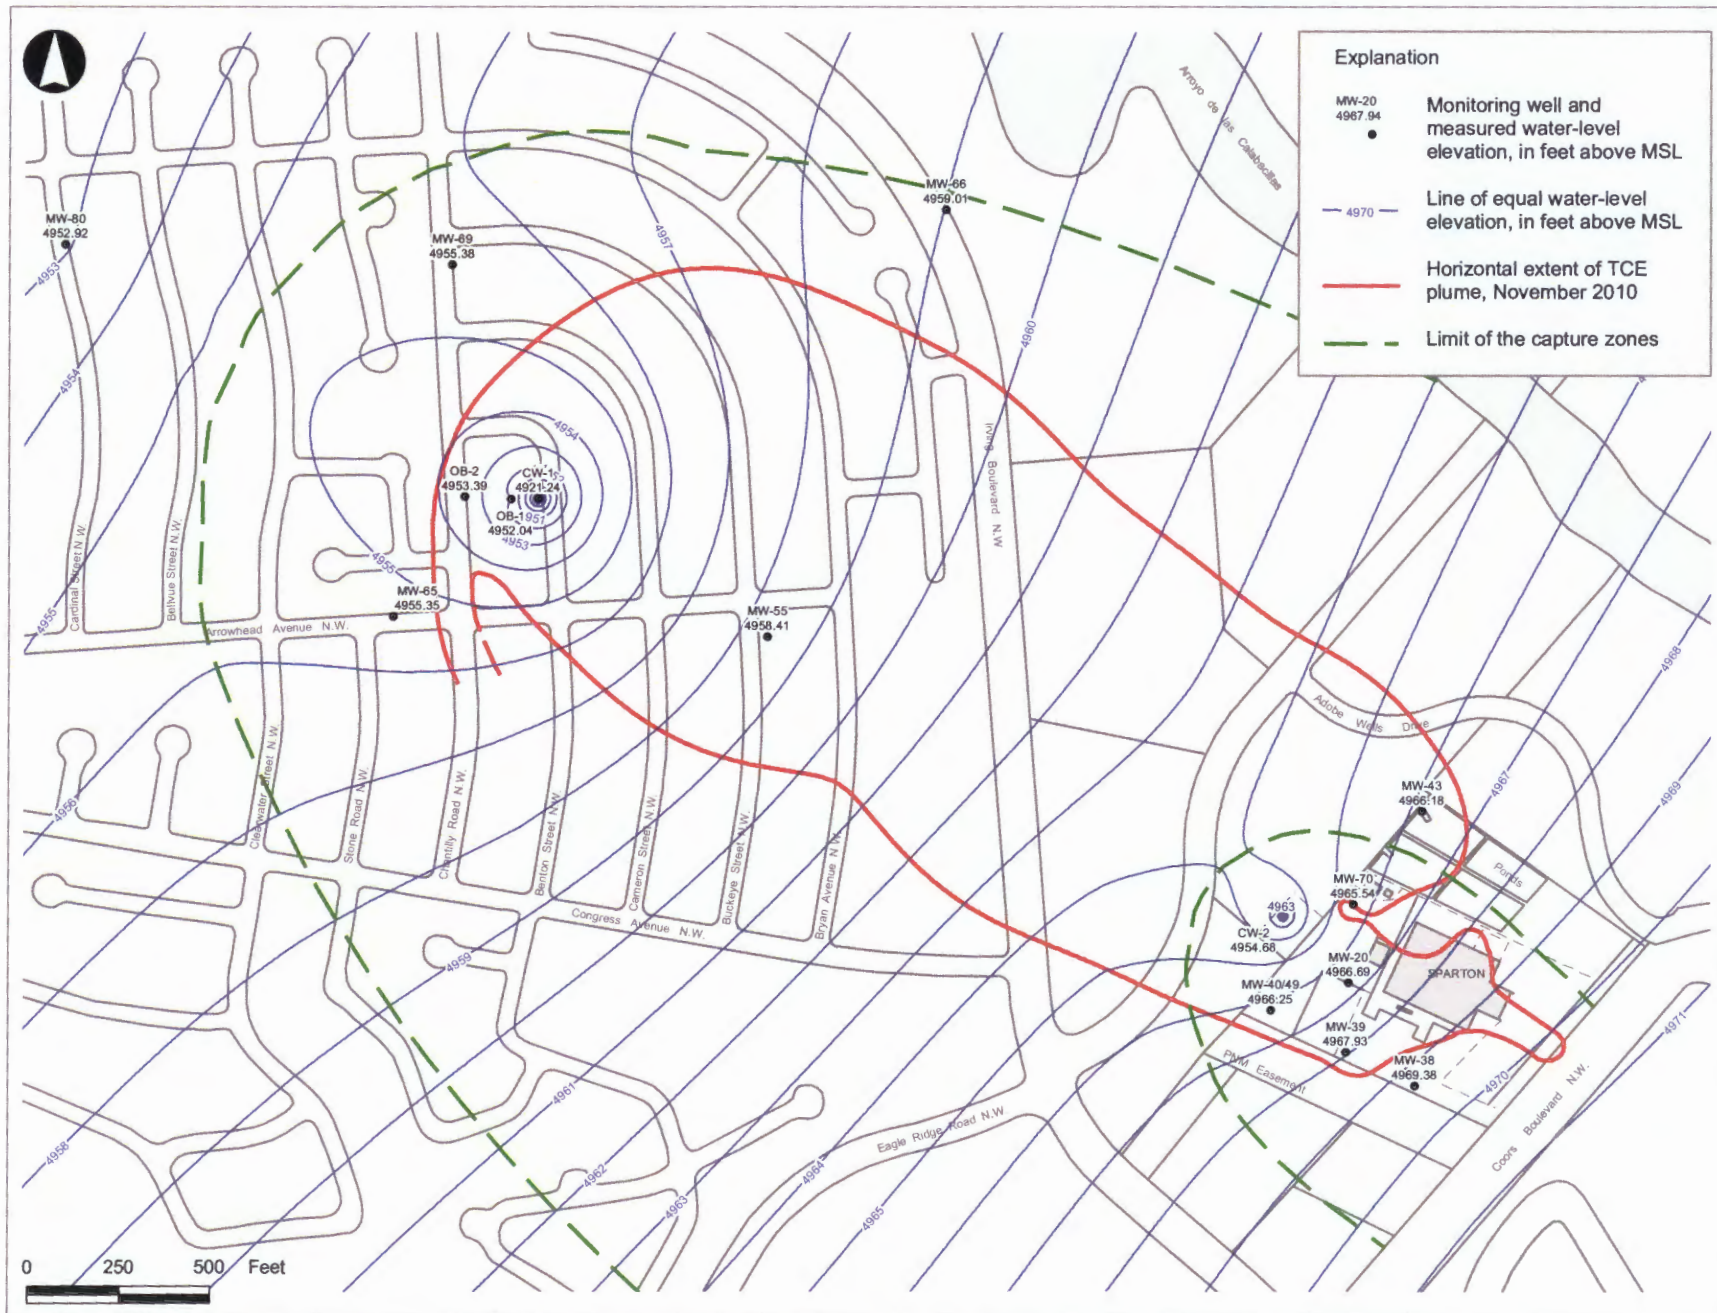 Explanation
MW-20
4967.94
Monitoring well and
measured water-level
elevation, in feet above MSL
4970
Line of equal water-level
elevation, in feet above MSL
Horizontal extent of TCE
plume, November 2010
Limit of the capture zones
Arroyo de las Calabacillas
MW-66
4959.01
MW-80
4952.92
MW-69
4955.38
4957
4953
4960
4954
4954
OB-2
4953.39
CW-1
4921.24
OB-1
4952.04
4951
4953
Irving Boulevard N.W
4955
MW-65
4955.35
MW-55
4958.41
4955
Cardinal Street N.W.
Bellvue Street N.W.
Arrowhead Avenue N.W.
4968
Adobe Wells Drive
4967
4969
MW-43
4966.18
4956
Clearwater Street N.W.
Stone Road N.W.
Chantilly Road N.W.
Benton Street N.W.
Cameron Street N.W.
Buckeye Street N.W.
Bryan Avenue N.W.
Ponds
MW-70
4965.54
4963
CW-2
4954.68
Congress Avenue N.W.
4959
MW-20
4966.69
SPARTON
MW-40/49
4966.25
MW-39
4967.93
MW-38
4969.38
4971
4970
PNM Easement
Coors Boulevard N.W.
4961
Eagle Ridge Road N.W
4958
4962
4963
4964
4965
0 250 500 Feet